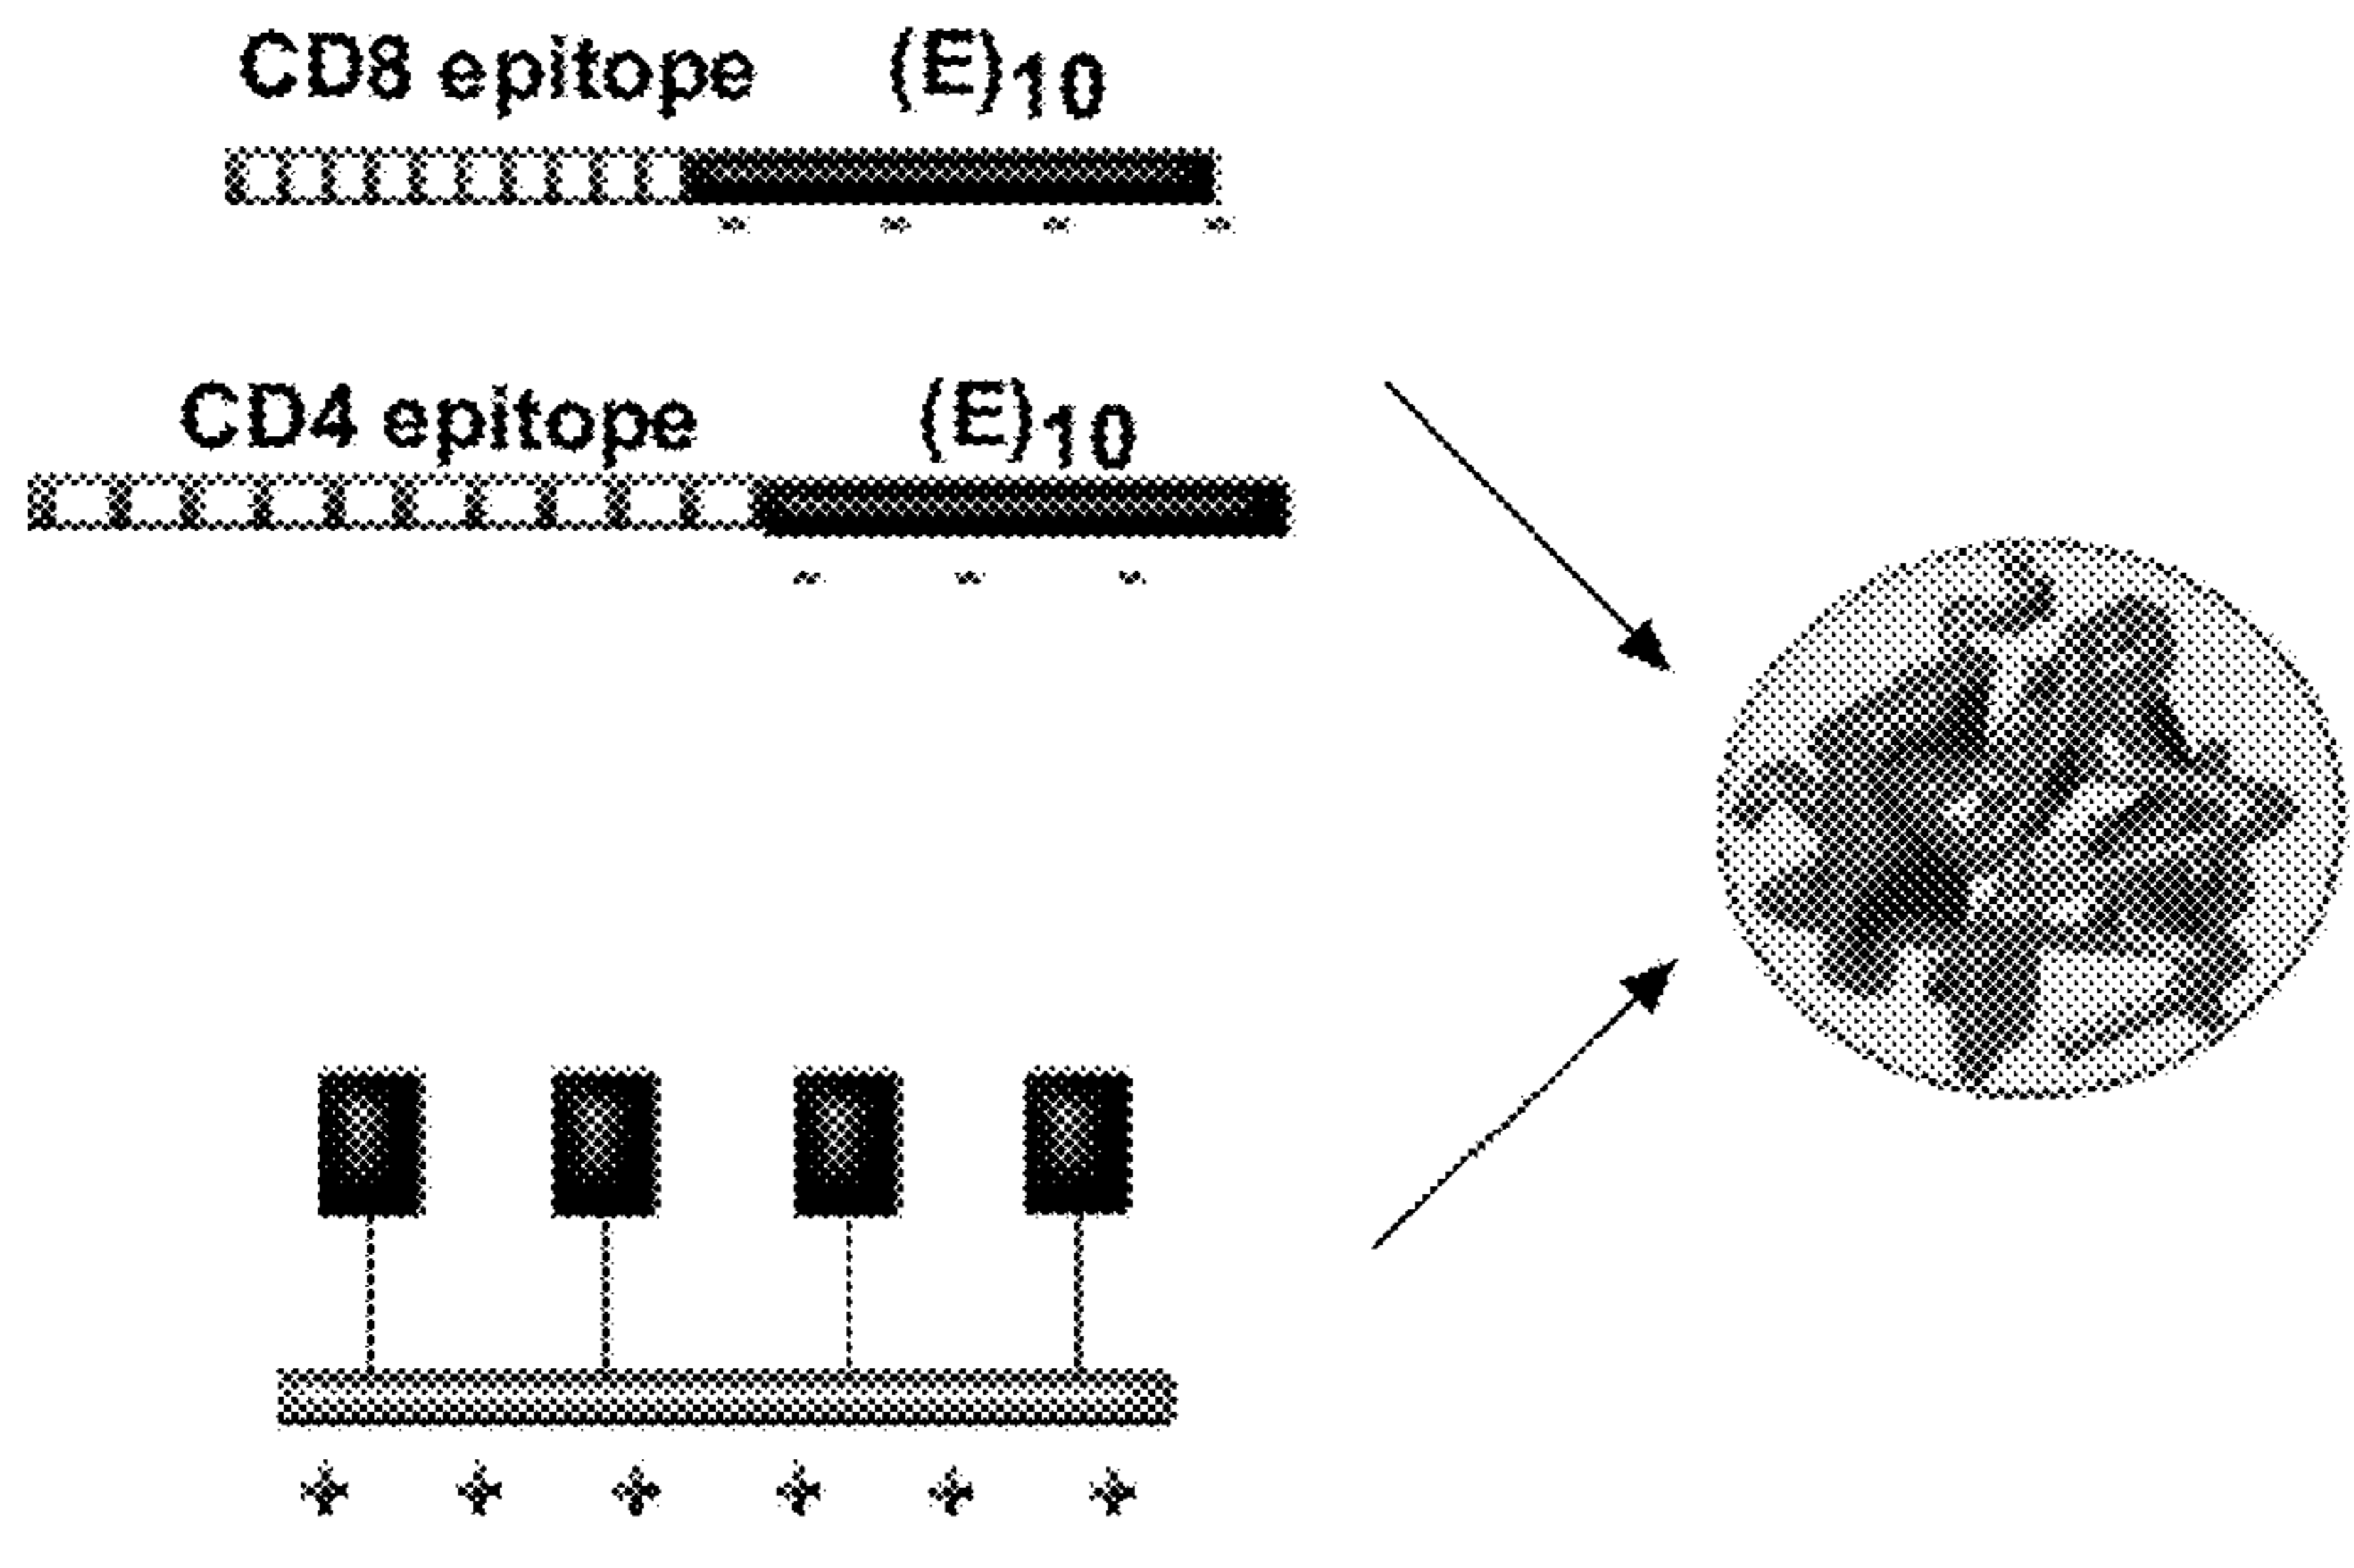 CD8 epitope (E)10
- - - -
CD4 epitope (E)10
- - -
+ + + + + +